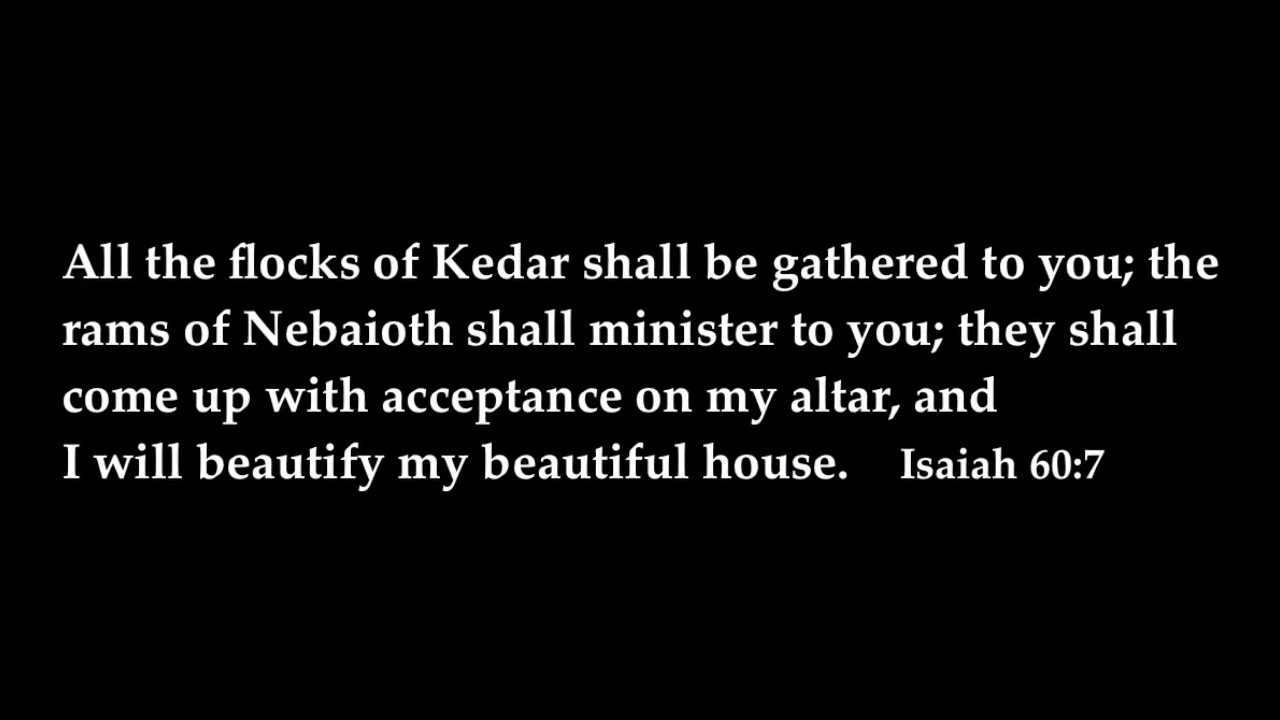 All the flocks of Kedar shall be gathered to you; the
rams of Nebaioth shall minister to you; they shall
come up with acceptance on my altar, and
I will beautify my beautiful house. Isaiah 60:7